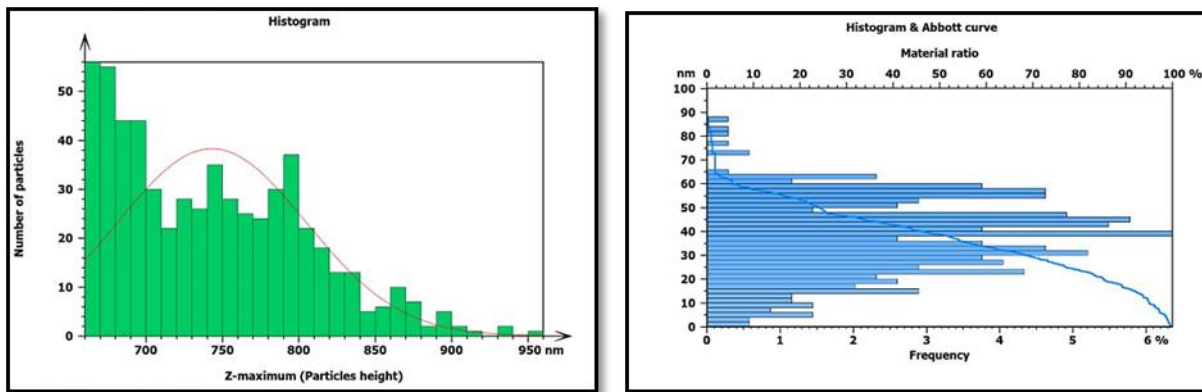 Histogram
50
40
30
20
10
0
700 750 800 850 900 950 nm
Number of particles
Z-maximum (Particles height)
Histogram & Abbott curve
Material ratio
nm 0 10 20 30 40 50 60 70 80 90 100 %
100
90
80
70
60
50
40
30
20
10
0
0 1 2 3 4 5 6 %
Frequency